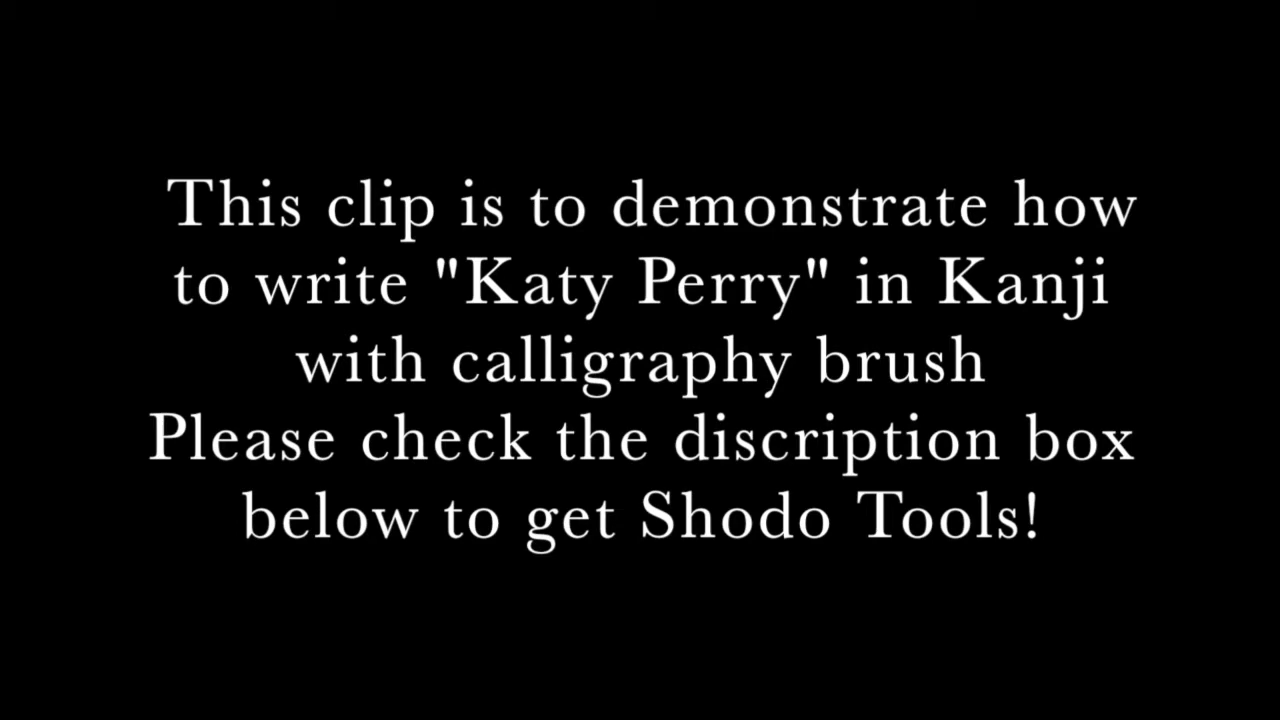 This clip is to demonstrate how
to write "Katy Perry" in Kanji
with calligraphy brush
Please check the discription box
below to get Shodo Tools!